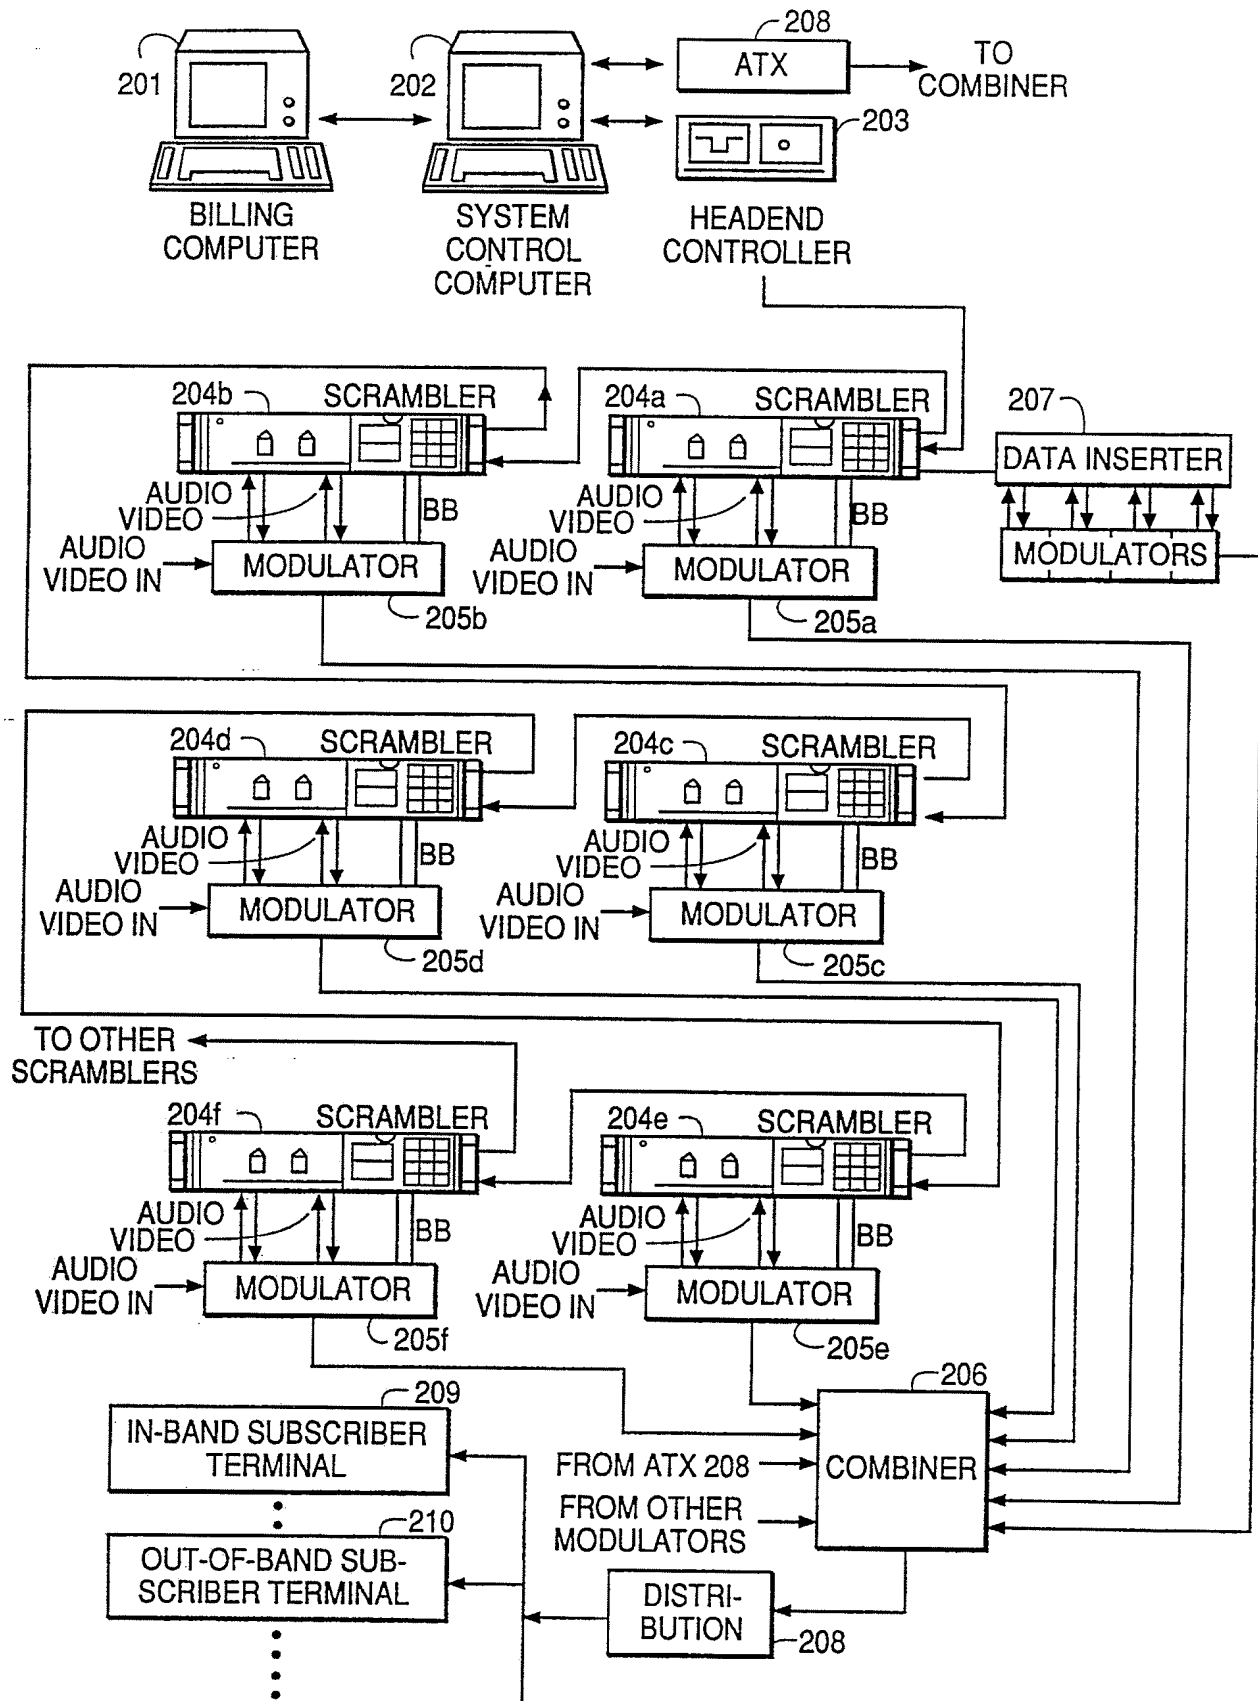 208
ATX
TO
COMBINER
201
202
203
BILLING
COMPUTER
SYSTEM
CONTROL
COMPUTER
HEADEND
CONTROLLER
204b
SCRAMBLER
204a
SCRAMBLER
207
DATA INSERTER
AUDIO
VIDEO
BB
AUDIO
VIDEO
BB
AUDIO
VIDEO IN
MODULATOR
AUDIO
VIDEO IN
MODULATOR
MODULATORS
205b
205a
204d
SCRAMBLER
204c
SCRAMBLER
AUDIO
VIDEO
BB
AUDIO
VIDEO
BB
AUDIO
VIDEO IN
MODULATOR
AUDIO
VIDEO IN
MODULATOR
205d
205c
TO OTHER
SCRAMBLERS
204f
SCRAMBLER
204e
SCRAMBLER
AUDIO
VIDEO
BB
AUDIO
VIDEO
BB
AUDIO
VIDEO IN
MODULATOR
AUDIO
VIDEO IN
MODULATOR
205f
205e
209
206
IN-BAND SUBSCRIBER
TERMINAL
FROM ATX 208
COMBINER
FROM OTHER
MODULATORS
210
OUT-OF-BAND SUB-
SCRIBER TERMINAL
DISTRI-
BUTION
208